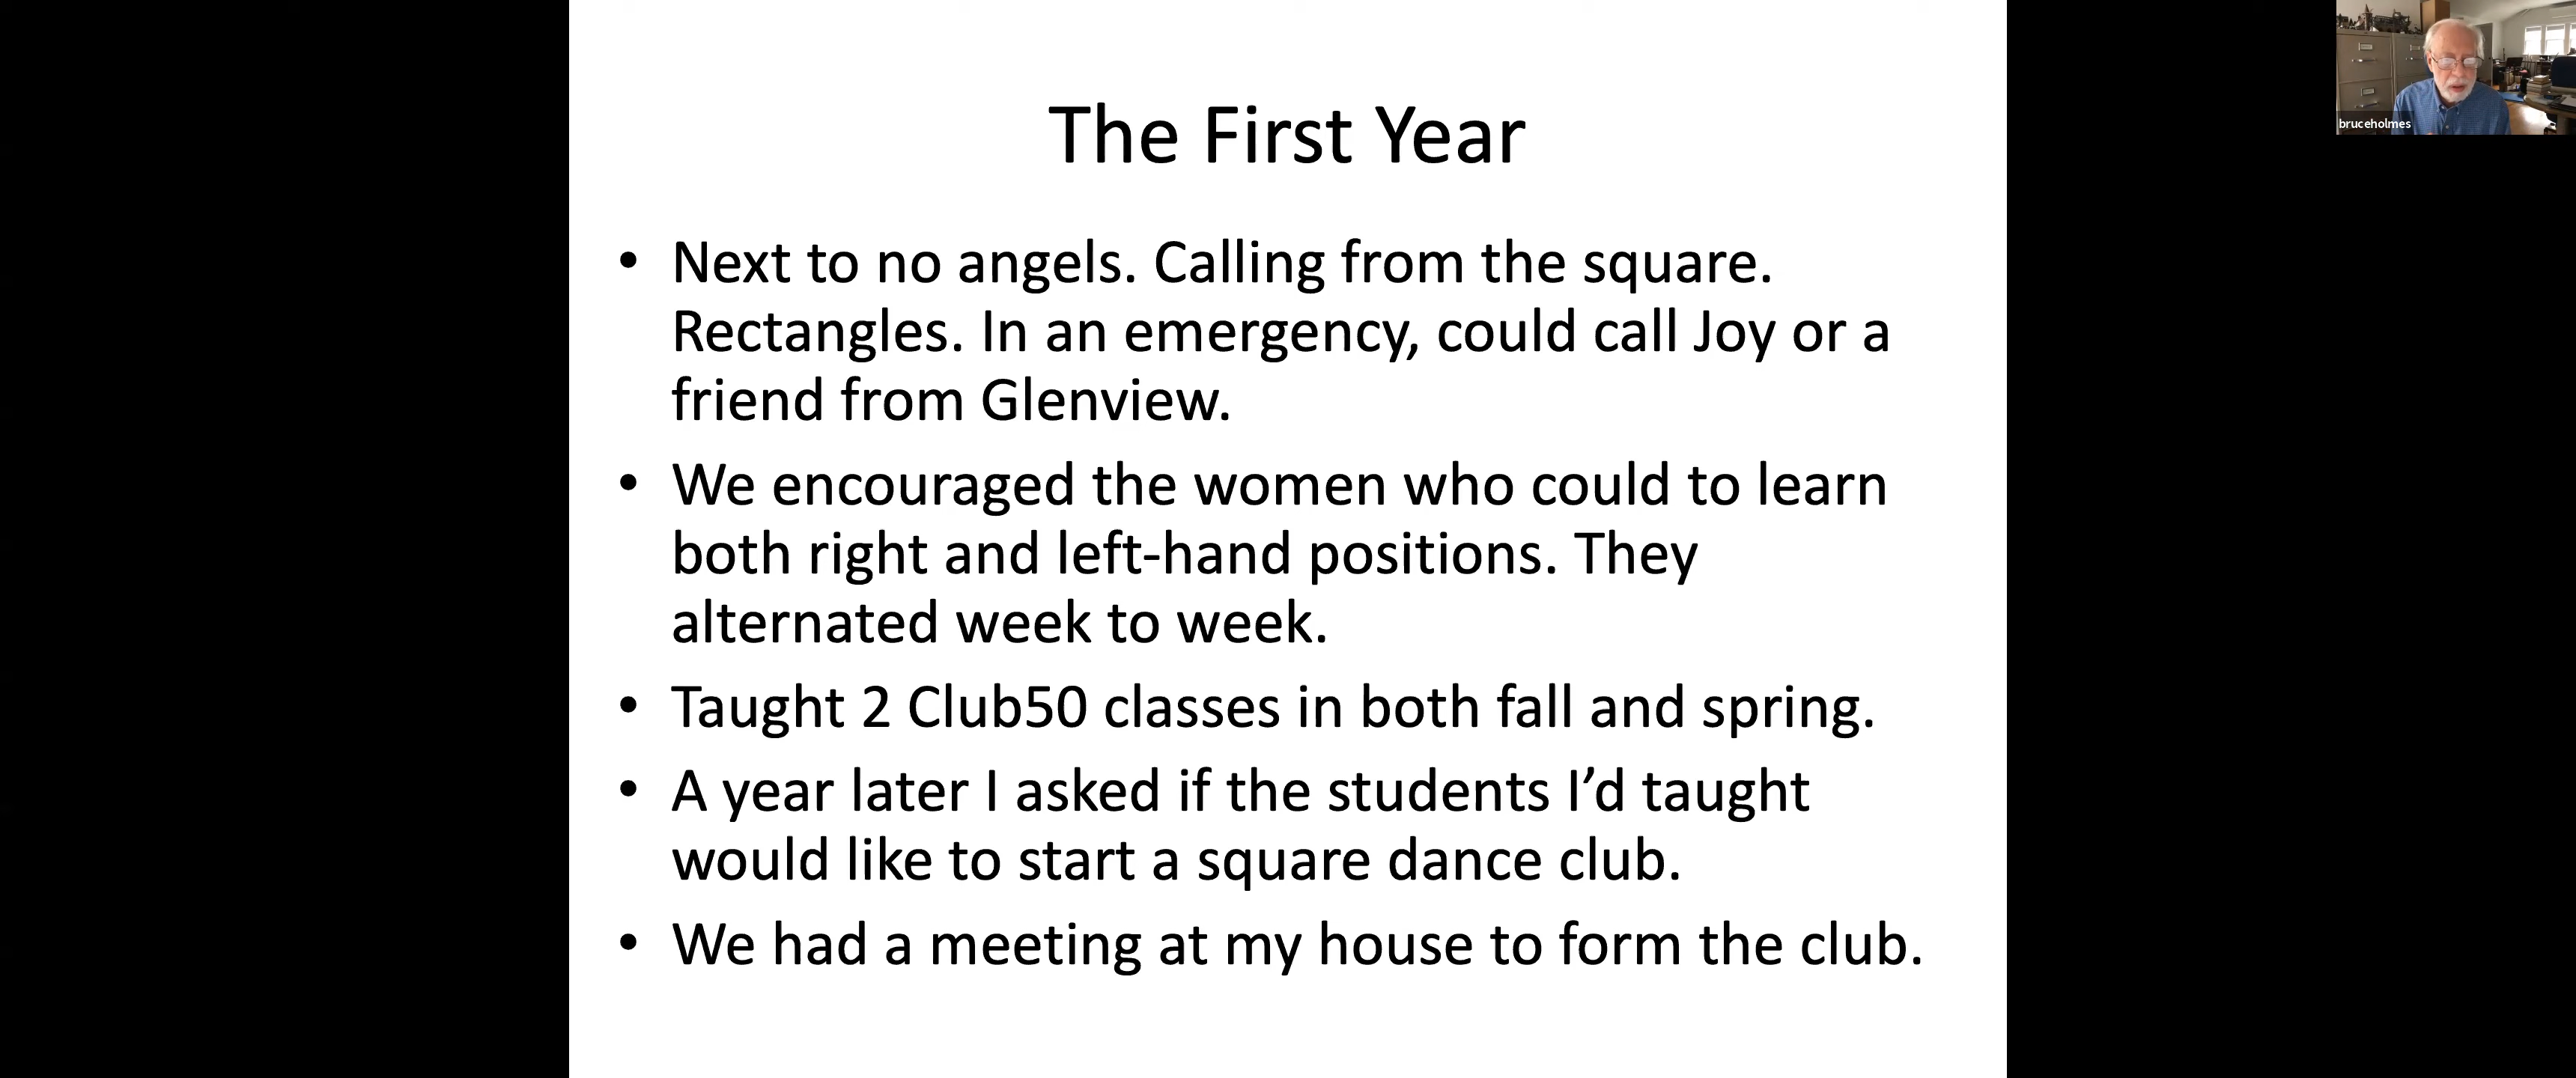 The First Year
• Next to no angels. Calling from the square.
Rectangles. In an emergency, could call Joy or a
friend from Glenview.
• We encouraged the women who could to learn
both right and left-hand positions. They
alternated week to week.
• Taught 2 Club50 classes in both fall and spring.
• A year later I asked if the students I’d taught
would like to start a square dance club.
• We had a meeting at my house to form the club.
bruceholmes